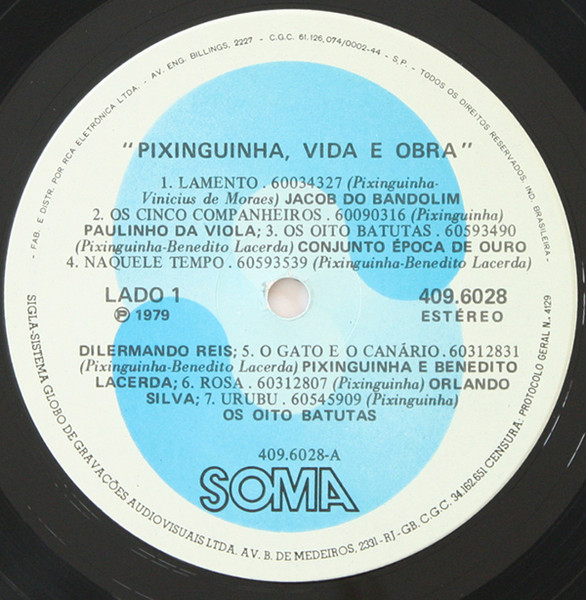 - FAB. E DISTR. POR RCA ELETRÔNICA LTDA. - AV. ENG. BILLINGS, 2227 - C.G.C. 61.126.074/0002-44 - S.P. - TODOS OS DIREITOS RESERVADOS. IND. BRASILEIRA -
"PIXINGUINHA, VIDA E OBRA"
1. LAMENTO . 60034327 (Pixinguinha-
Vinicius de Moraes) JACOB DO BANDOLIM
2. OS CINCO COMPANHEIROS . 60090316 (Pixinguinha)
PAULINHO DA VIOLA; 3. OS OITO BATUTAS . 60593490
(Pixinguinha-Benedito Lacerda) CONJUNTO ÉPOCA DE OURO
4. NAQUELE TEMPO . 60593539 (Pixinguinha-Benedito Lacerda)
LADO 1 409.6028
Ⓟ 1979 ESTÉREO
DILERMANDO REIS; 5. O GATO E O CANÁRIO . 60312831
(Pixinguinha-Benedito Lacerda) PIXINGUINHA E BENEDITO
LACERDA; 6. ROSA . 60312807 (Pixinguinha) ORLANDO
SILVA; 7. URUBU . 60545909 (Pixinguinha)
OS OITO BATUTAS
409.6028-A
SOMA
SIGLA-SISTEMA GLOBO DE GRAVAÇÕES AUDIOVISUAIS LTDA. AV. B. DE MEDEIROS, 2331-RJ-GB. C.G.C. 34.162.651 CENSURA: PROTOCOLO GERAL N.. 4129